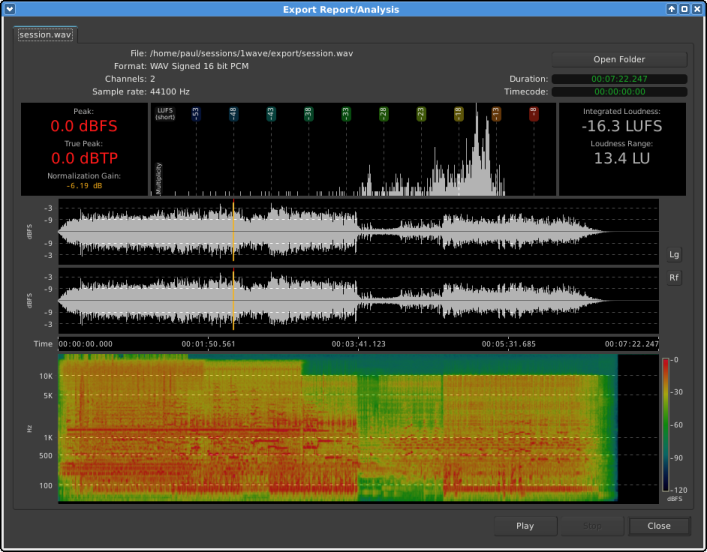 Export Report/Analysis
session.wav
File: /home/paul/sessions/1wave/export/session.wav
Format: WAV Signed 16 bit PCM
Channels: 2
Sample rate: 44100 Hz
Open Folder
Duration: 00:07:22.247
Timecode: 00:00:00:00
Peak:
0.0 dBFS
True Peak:
0.0 dBTP
Normalization Gain:
-6.19 dB
LUFS
(short)
-53
-48
-43
-38
-33
-28
-23
-18
-13
-8
Multiplicity
Integrated Loudness:
-16.3 LUFS
Loudness Range:
13.4 LU
-3
-9
dBFS
-9
-3
-3
-9
dBFS
-9
-3
Lg
Rf
Time 00:00:00.000 00:01:50.561 00:03:41.123 00:05:31.685 00:07:22.247
10K
5K
Hz
1K
500
100
-0
-30
-60
-90
-120
dBFS
Play
Stop
Close